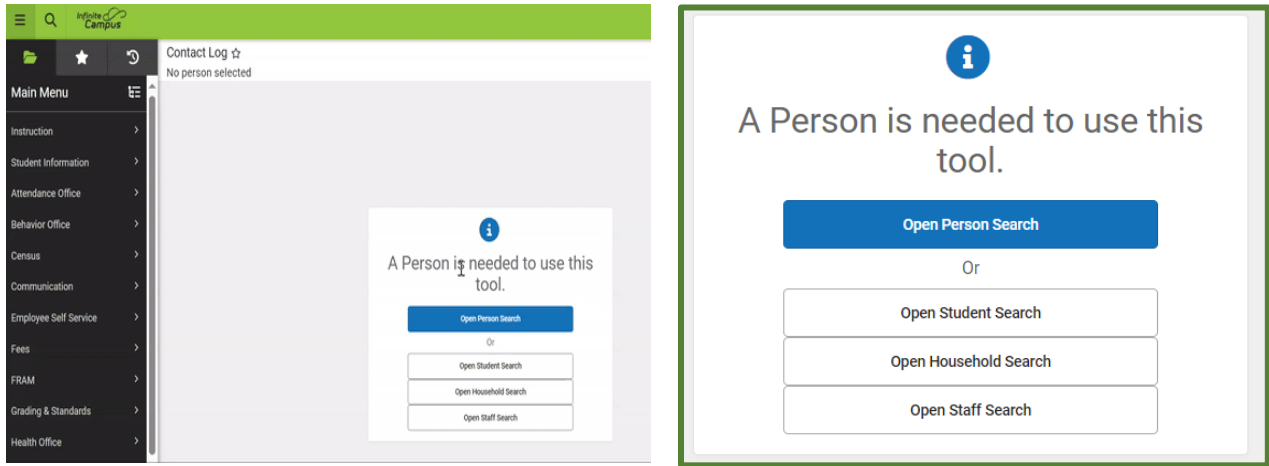 Infinite
Campus
Contact Log
No person selected
Main Menu
Instruction
Student Information
Attendance Office
Behavior Office
Census
Communication
Employee Self Service
Fees
FRAM
Grading & Standards
Health Office
A Person is needed to use this
tool.
Open Person Search
Or
Open Student Search
Open Household Search
Open Staff Search
A Person is needed to use this
tool.
Open Person Search
Or
Open Student Search
Open Household Search
Open Staff Search